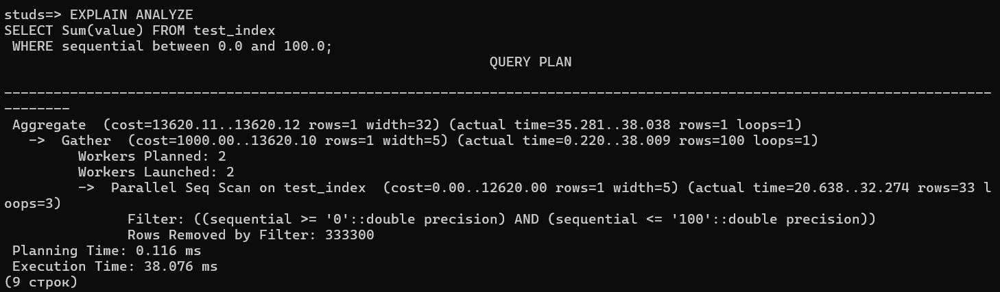 studs=> EXPLAIN ANALYZE
SELECT Sum(value) FROM test_index
 WHERE sequential between 0.0 and 100.0;
QUERY PLAN
------------------------------------------------------------------------------------------------------------------------
--------
 Aggregate  (cost=13620.11..13620.12 rows=1 width=32) (actual time=35.281..38.038 rows=1 loops=1)
   ->  Gather  (cost=1000.00..13620.10 rows=1 width=5) (actual time=0.220..38.009 rows=100 loops=1)
         Workers Planned: 2
         Workers Launched: 2
         ->  Parallel Seq Scan on test_index  (cost=0.00..12620.00 rows=1 width=5) (actual time=20.638..32.274 rows=33 l
oops=3)
               Filter: ((sequential >= '0'::double precision) AND (sequential <= '100'::double precision))
               Rows Removed by Filter: 333300
 Planning Time: 0.116 ms
 Execution Time: 38.076 ms
(9 строк)